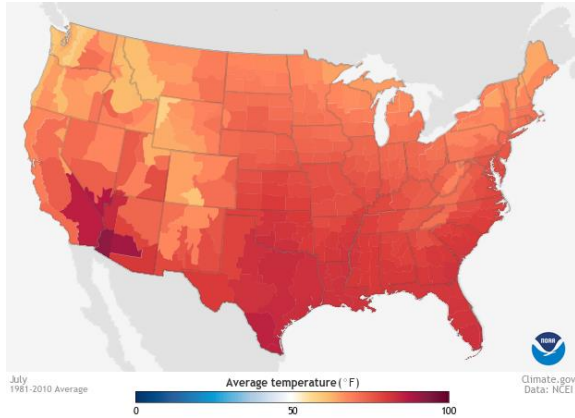 NOAA
July
1981-2010 Average
Average temperature(°F)
0
50
100
Climate.gov
Data: NCEI